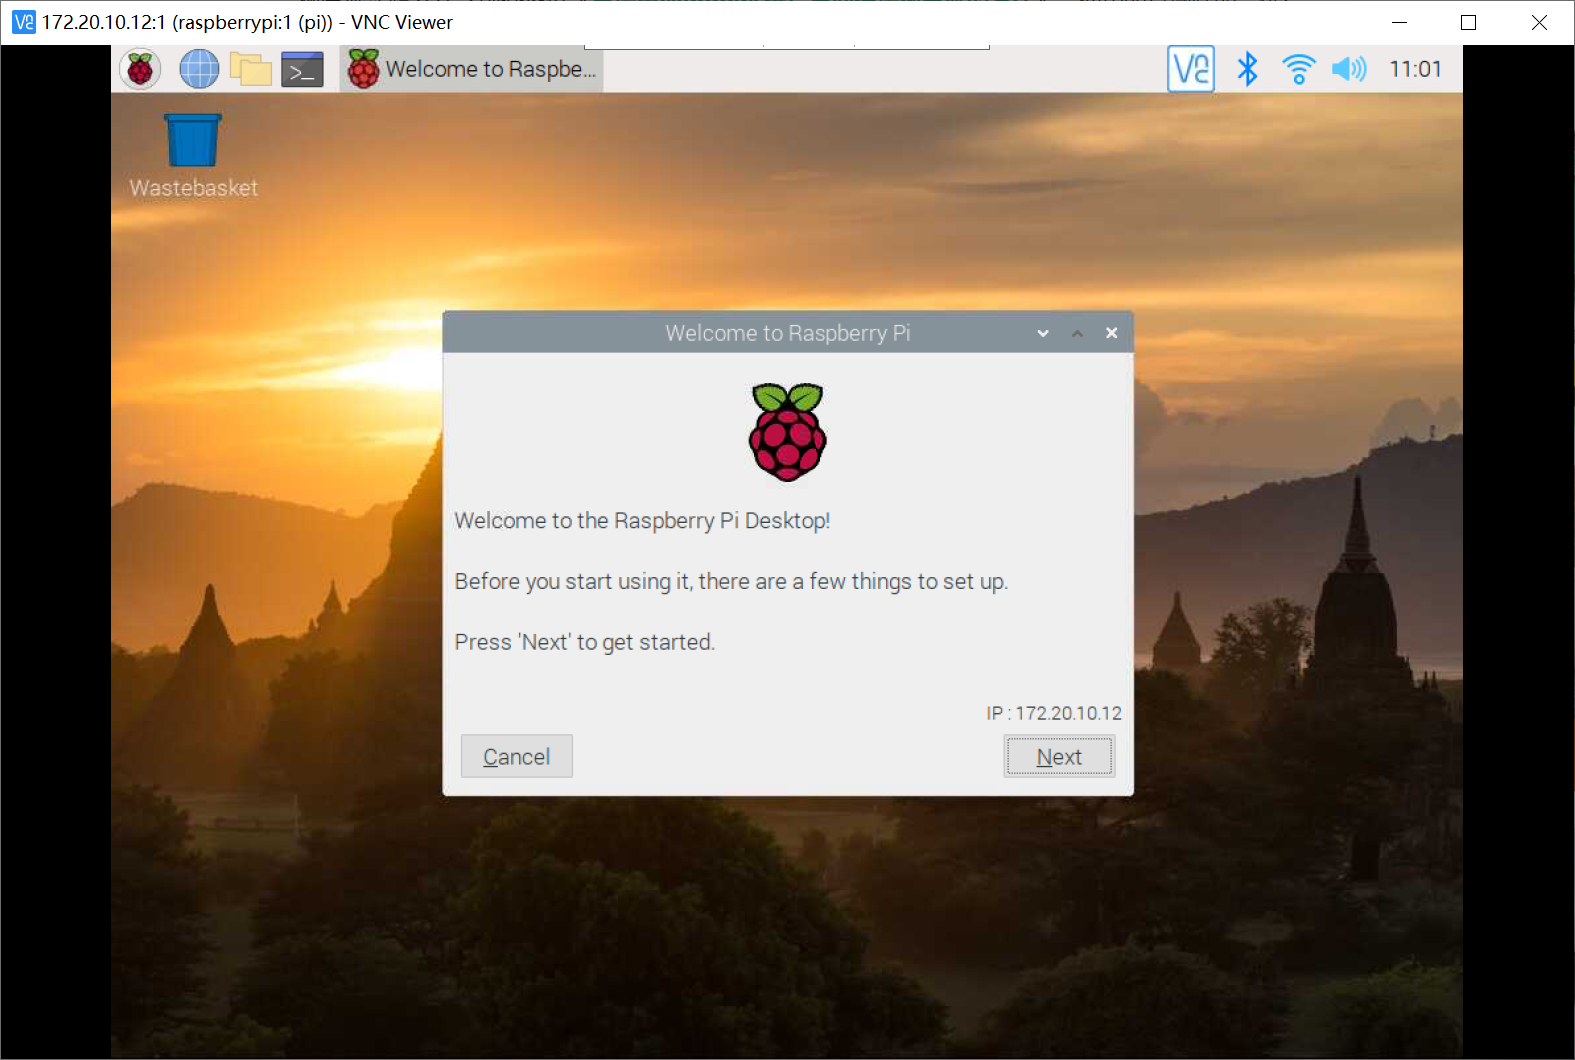 172.20.10.12:1 (raspberrypi:1 (pi)) - VNC Viewer
Welcome to Raspbe...
11:01
Wastebasket
Welcome to Raspberry Pi
Welcome to the Raspberry Pi Desktop!
Before you start using it, there are a few things to set up.
Press 'Next' to get started.
IP : 172.20.10.12
Cancel
Next